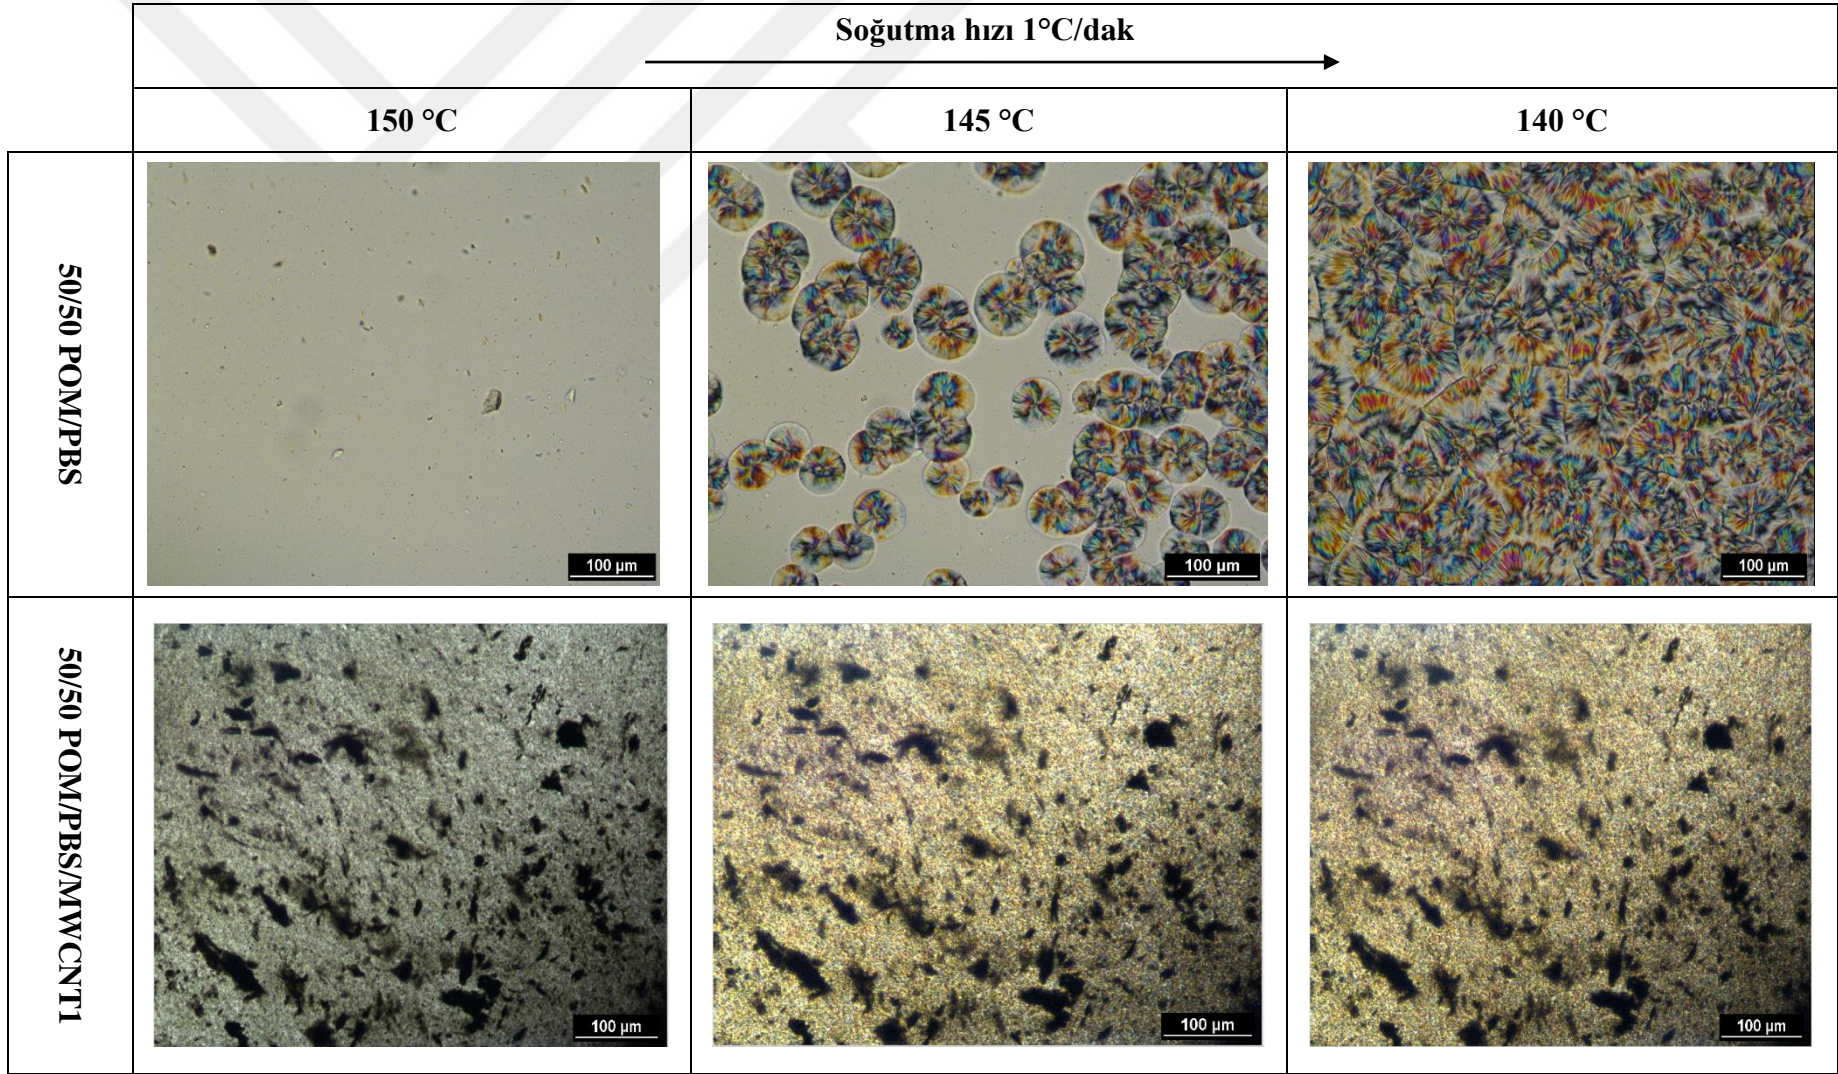 Soğutma hızı 1°C/dak
150 °C
145 °C
140 °C
50/50 POM/PBS
100 µm
100 µm
100 µm
50/50 POM/PBS/MWCNT1
100 µm
100 µm
100 µm